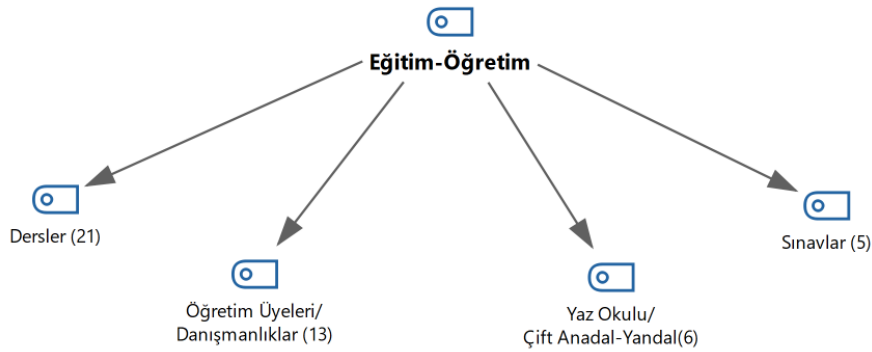 Eğitim-Öğretim
Dersler (21)
Öğretim Üyeleri/
Danışmanlıklar (13)
Yaz Okulu/
Çift Anadal-Yandal(6)
Sınavlar (5)